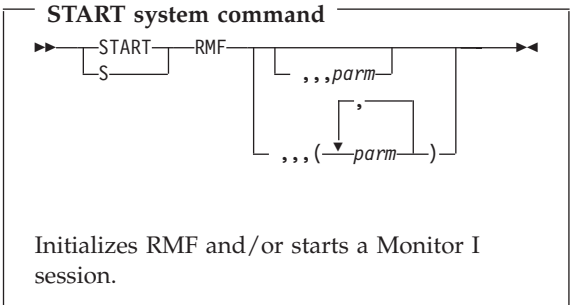 START system command
START RMF
S
,,,parm
,
,,,( parm )
Initializes RMF and/or starts a Monitor I
session.